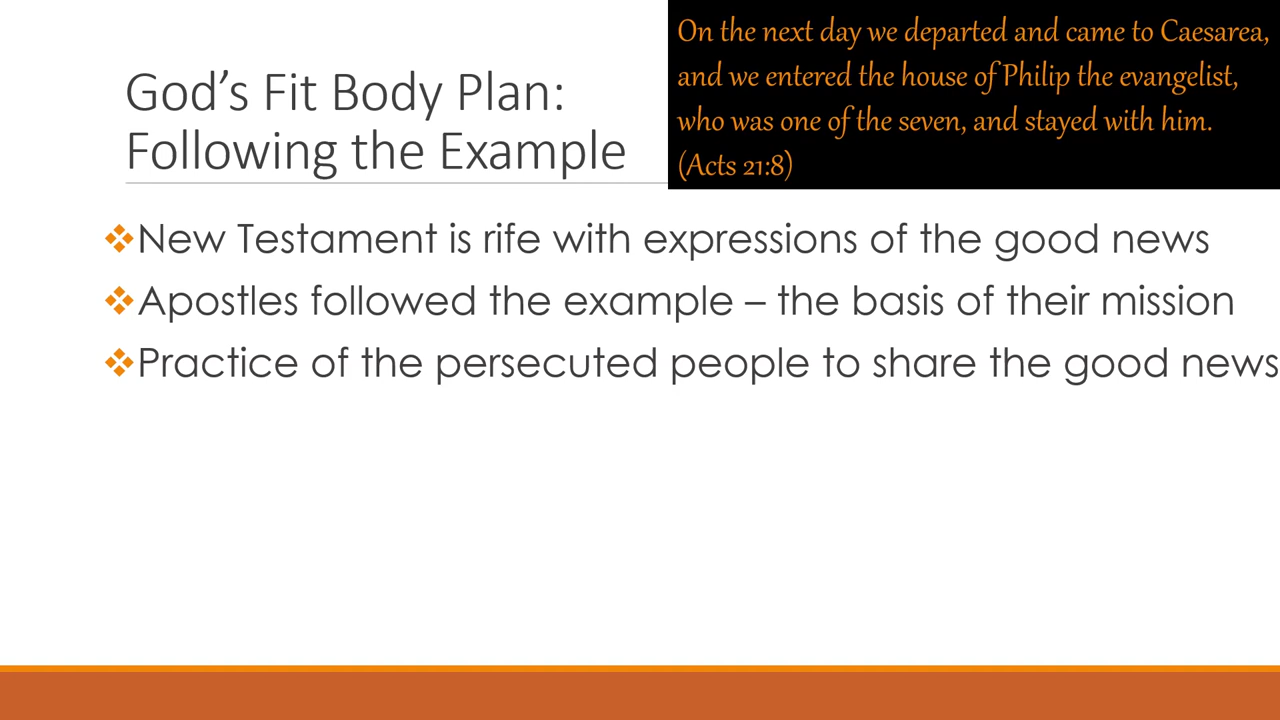 God's Fit Body Plan:
Following the Example
On the next day we departed and came to Caesarea,
and we entered the house of Philip the evangelist,
who was one of the seven, and stayed with him.
(Acts 21:8)
❖New Testament is rife with expressions of the good news
❖Apostles followed the example – the basis of their mission
❖Practice of the persecuted people to share the good news